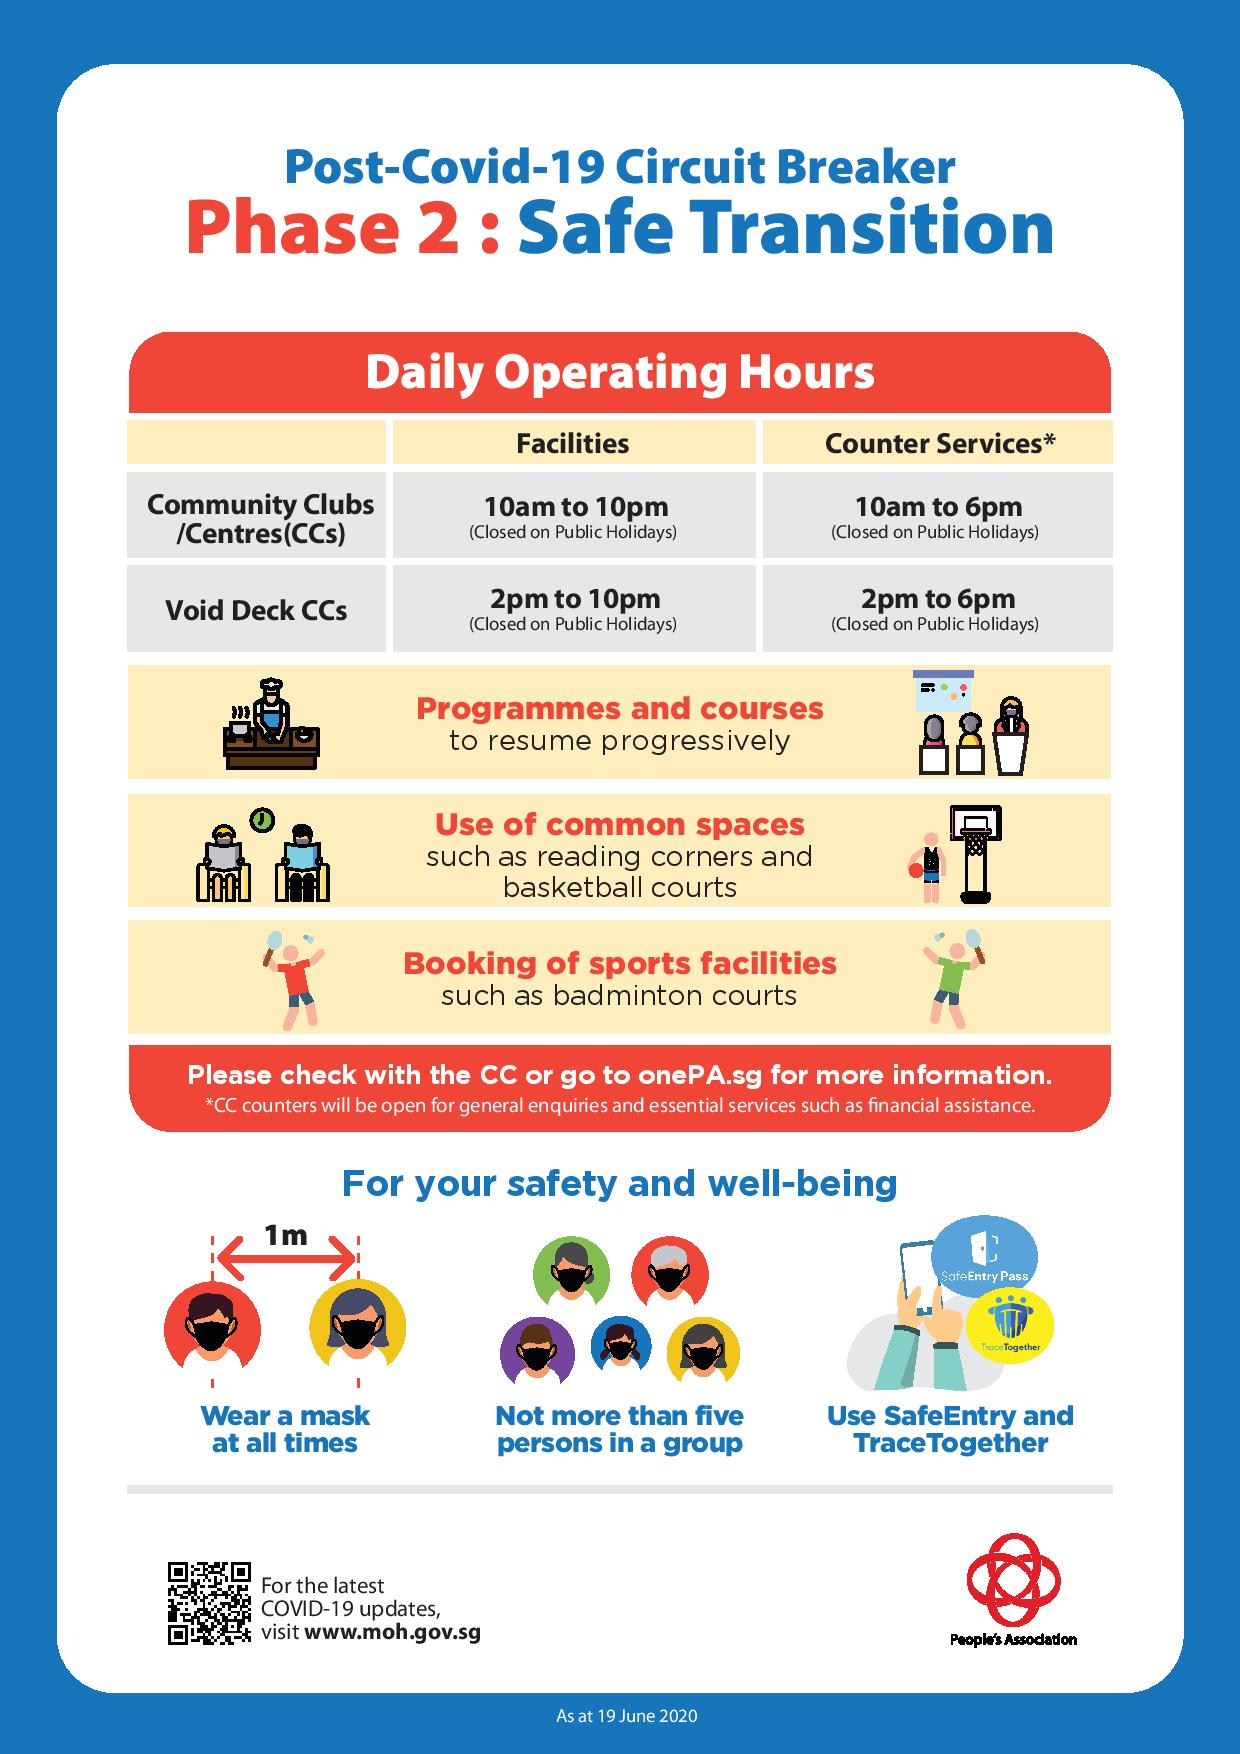 Post-Covid-19 Circuit Breaker
Phase 2 : Safe Transition
Daily Operating Hours
Facilities
Counter Services*
Community Clubs
/Centres(CCs)
10am to 10pm
(Closed on Public Holidays)
10am to 6pm
(Closed on Public Holidays)
Void Deck CCs
2pm to 10pm
(Closed on Public Holidays)
2pm to 6pm
(Closed on Public Holidays)
Programmes and courses
to resume progressively
Use of common spaces
such as reading corners and
basketball courts
Booking of sports facilities
such as badminton courts
Please check with the CC or go to onePA.sg for more information.
*CC counters will be open for general enquiries and essential services such as financial assistance.
For your safety and well-being
1m
SafeEntry Pass
TraceTogether
Wear a mask
at all times
Not more than five
persons in a group
Use SafeEntry and
TraceTogether
For the latest
COVID-19 updates,
visit www.moh.gov.sg
People's Association
As at 19 June 2020